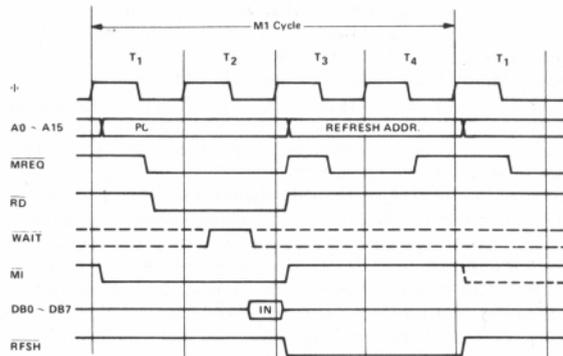 M1 Cycle
T1 T2 T3 T4 T1
A0 ~ A15 PC REFRESH ADDR.
MREQ
RD
WAIT
M1
DB0 ~ DB7 IN
RFSH